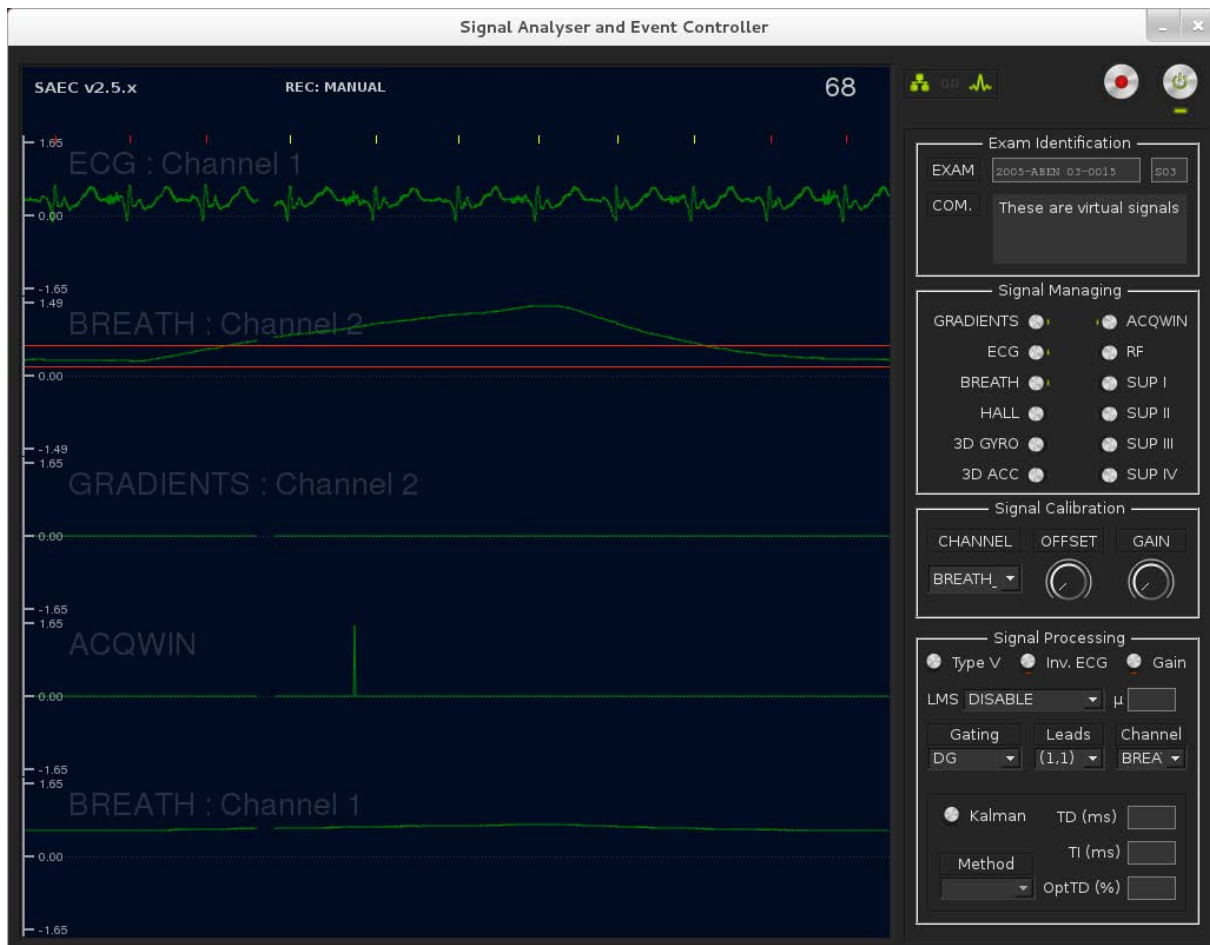 Signal Analyser and Event Controller
SAEC v2.5.x REC: MANUAL 68
1.65
ECG : Channel 1
0.00
-1.65
1.49
BREATH : Channel 2
0.00
-1.49
1.65
GRADIENTS : Channel 2
0.00
-1.65
1.65
ACQWIN
0.00
-1.65
1.65
BREATH : Channel 1
0.00
-1.65
Exam Identification
EXAM 2005-ABEN 03-0015 S03
COM. These are virtual signals
Signal Managing
GRADIENTS ACQWIN
ECG RF
BREATH SUP I
HALL SUP II
3D GYRO SUP III
3D ACC SUP IV
Signal Calibration
CHANNEL OFFSET GAIN
BREATH_
Signal Processing
Type V Inv. ECG Gain
LMS DISABLE μ
Gating Leads Channel
DG (1,1) BREA
Kalman TD (ms)
TI (ms)
Method
OptTD (%)